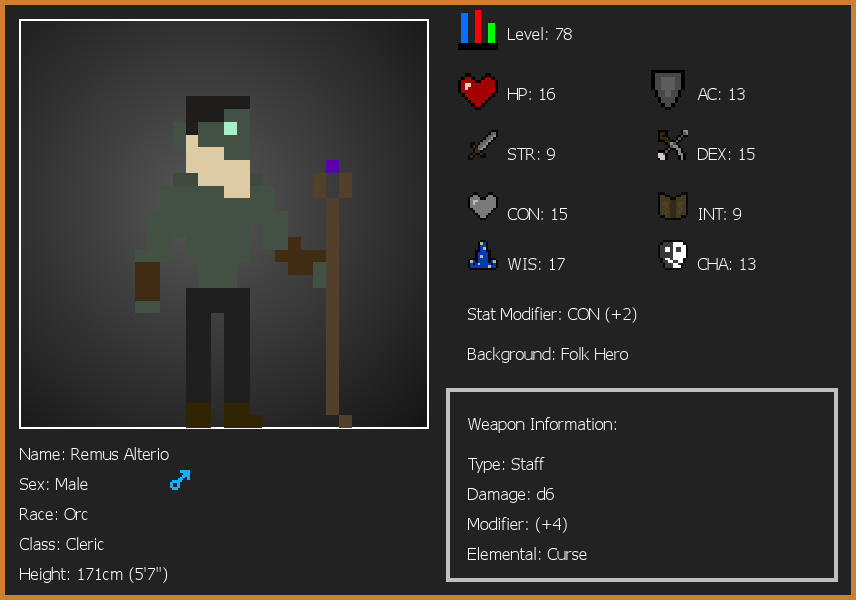 Level: 78
HP: 16
AC: 13
STR: 9
DEX: 15
CON: 15
INT: 9
WIS: 17
CHA: 13
Stat Modifier: CON (+2)
Background: Folk Hero
Weapon Information:
Type: Staff
Damage: d6
Modifier: (+4)
Elemental: Curse
Name: Remus Alterio
Sex: Male
Race: Orc
Class: Cleric
Height: 171cm (5'7")